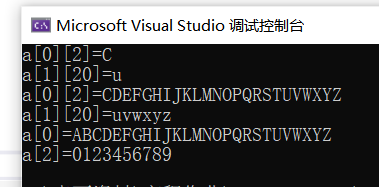 Microsoft Visual Studio 调试控制台
a[0][2]=C
a[1][20]=u
a[0][2]=CDEFGHIJKLMNOPQRSTUVWXYZ
a[1][20]=uvwxyz
a[0]=ABCDEFGHIJKLMNOPQRSTUVWXYZ
a[2]=0123456789